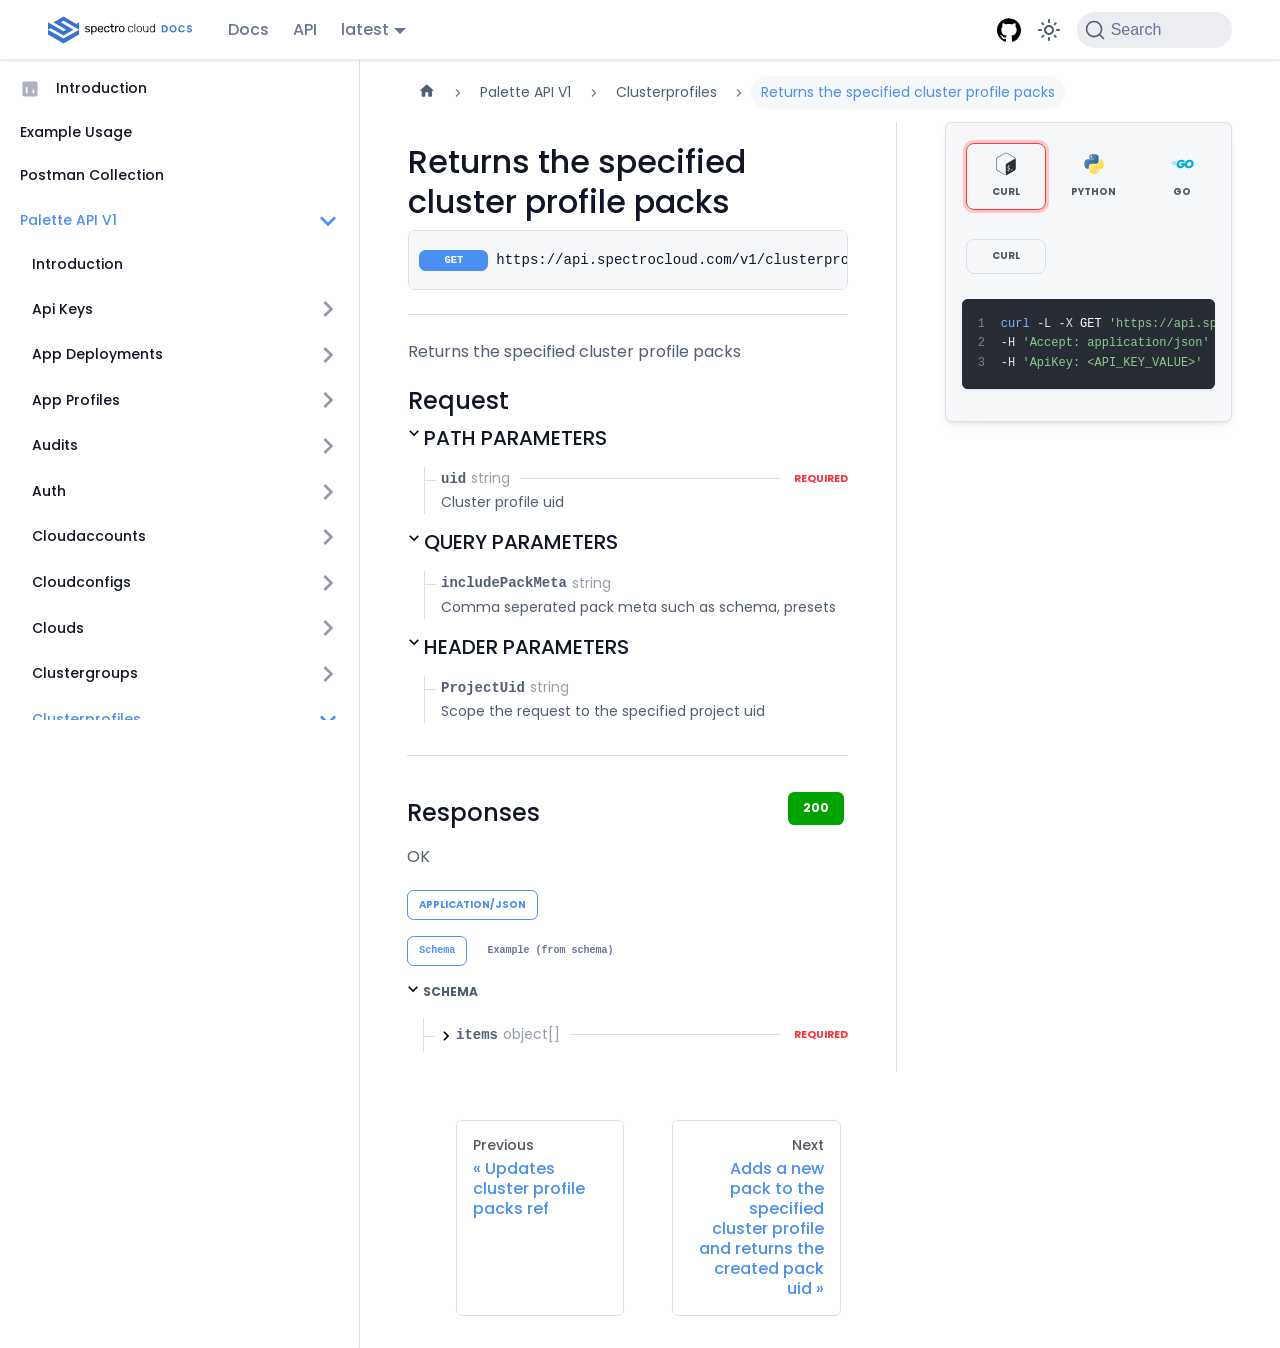 spectro cloud DOCS
Docs
API
latest
Search
Introduction
Example Usage
Postman Collection
Palette API V1
Introduction
Api Keys
App Deployments
App Profiles
Audits
Auth
Cloudaccounts
Cloudconfigs
Clouds
Clustergroups
Clusterprofiles
Palette API V1
Clusterprofiles
Returns the specified cluster profile packs
Returns the specified
cluster profile packs
GET https://api.spectrocloud.com/v1/clusterpro
Returns the specified cluster profile packs
Request
PATH PARAMETERS
uid string REQUIRED
Cluster profile uid
QUERY PARAMETERS
includePackMeta string
Comma seperated pack meta such as schema, presets
HEADER PARAMETERS
ProjectUid string
Scope the request to the specified project uid
Responses
200
OK
APPLICATION/JSON
Schema
Example (from schema)
SCHEMA
items object[] REQUIRED
CURL
PYTHON
GO
CURL
1 curl -L -X GET 'https://api.sp
2 -H 'Accept: application/json'
3 -H 'ApiKey: <API_KEY_VALUE>'
Previous
« Updates
cluster profile
packs ref
Next
Adds a new
pack to the
specified
cluster profile
and returns the
created pack
uid »